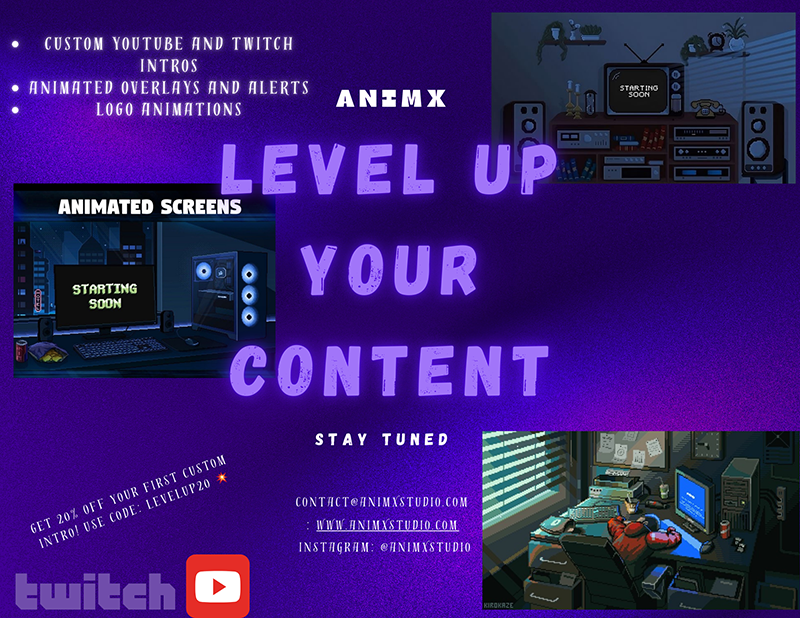 CUSTOM YOUTUBE AND TWITCH
INTROS
ANIMATED OVERLAYS AND ALERTS
LOGO ANIMATIONS
ANIMX
STARTING
SOON
LEVEL UP
YOUR
CONTENT
ANIMATED SCREENS
STARTING
SOON
STAY TUNED
GET 20% OFF YOUR FIRST CUSTOM
INTRO! USE CODE: LEVELUP20 💥
CONTACT@ANIMXSTUDIO.COM
: WWW.ANIMXSTUDIO.COM
INSTAGRAM: @ANIMXSTUDIO
twitch
KIROKAZE